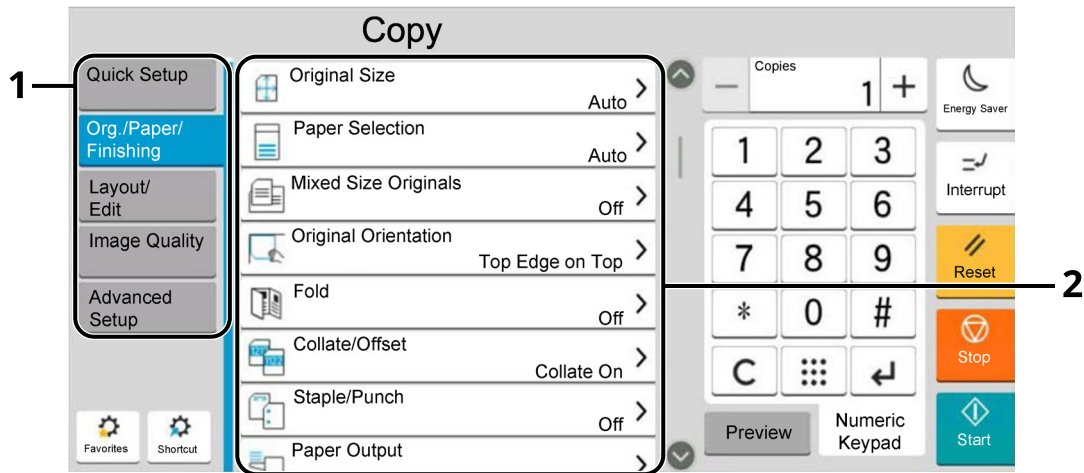 Copy
1
Quick Setup
Org./Paper/
Finishing
Layout/
Edit
Image Quality
Advanced
Setup
Favorites
Shortcut
Original Size
Auto
Paper Selection
Auto
Mixed Size Originals
Off
Original Orientation
Top Edge on Top
Fold
Off
Collate/Offset
Collate On
Staple/Punch
Off
Paper Output
2
Copies
− 1 +
1 2 3
4 5 6
7 8 9
* 0 #
C
Preview
Numeric
Keypad
Energy Saver
Interrupt
Reset
Stop
Start